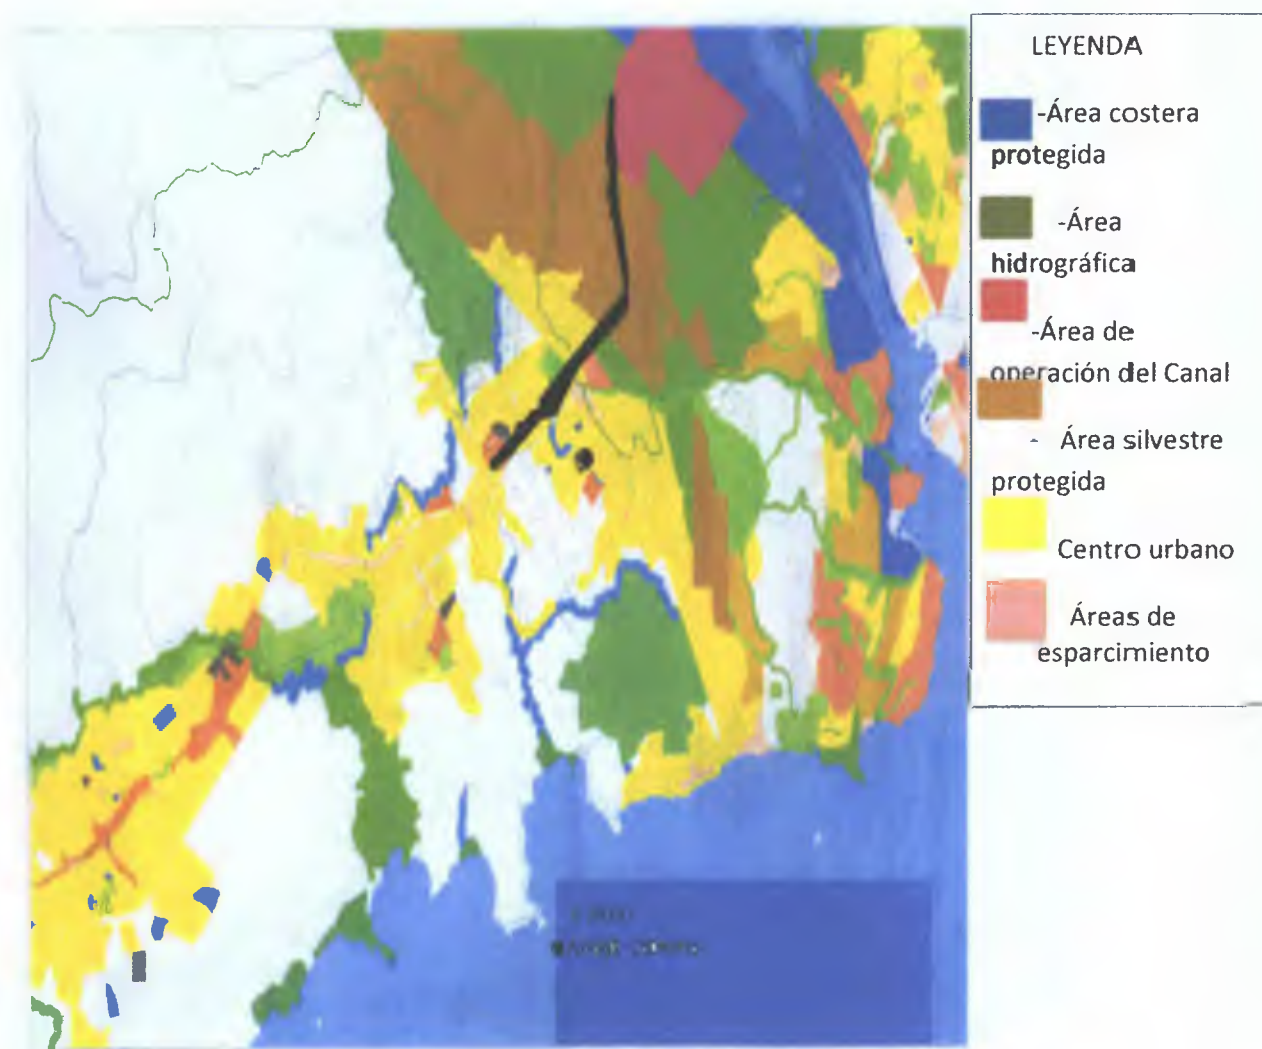 LEYENDA
-Área costera
protegida
-Área
hidrográfica
-Área de
operación del Canal
- Área silvestre
protegida
Centro urbano
Áreas de
esparcimiento